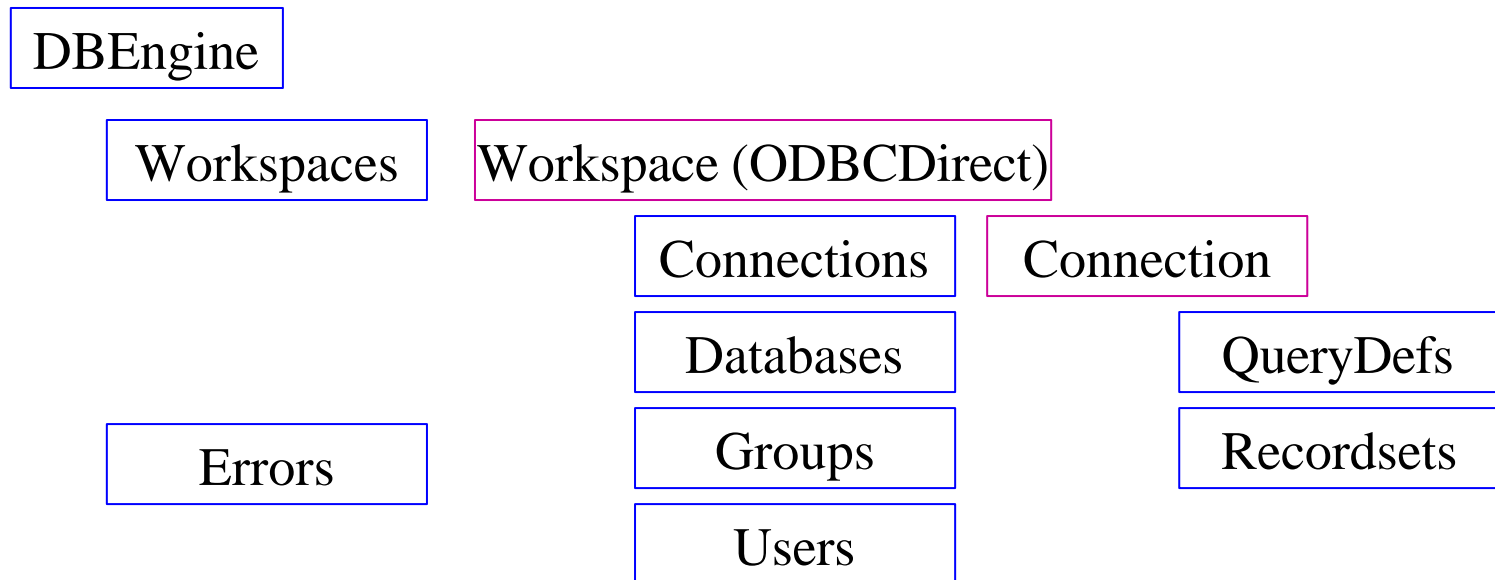 DBEngine
Workspaces Workspace (ODBCDirect)
Connections Connection
Databases QueryDefs
Errors Groups Recordsets
Users